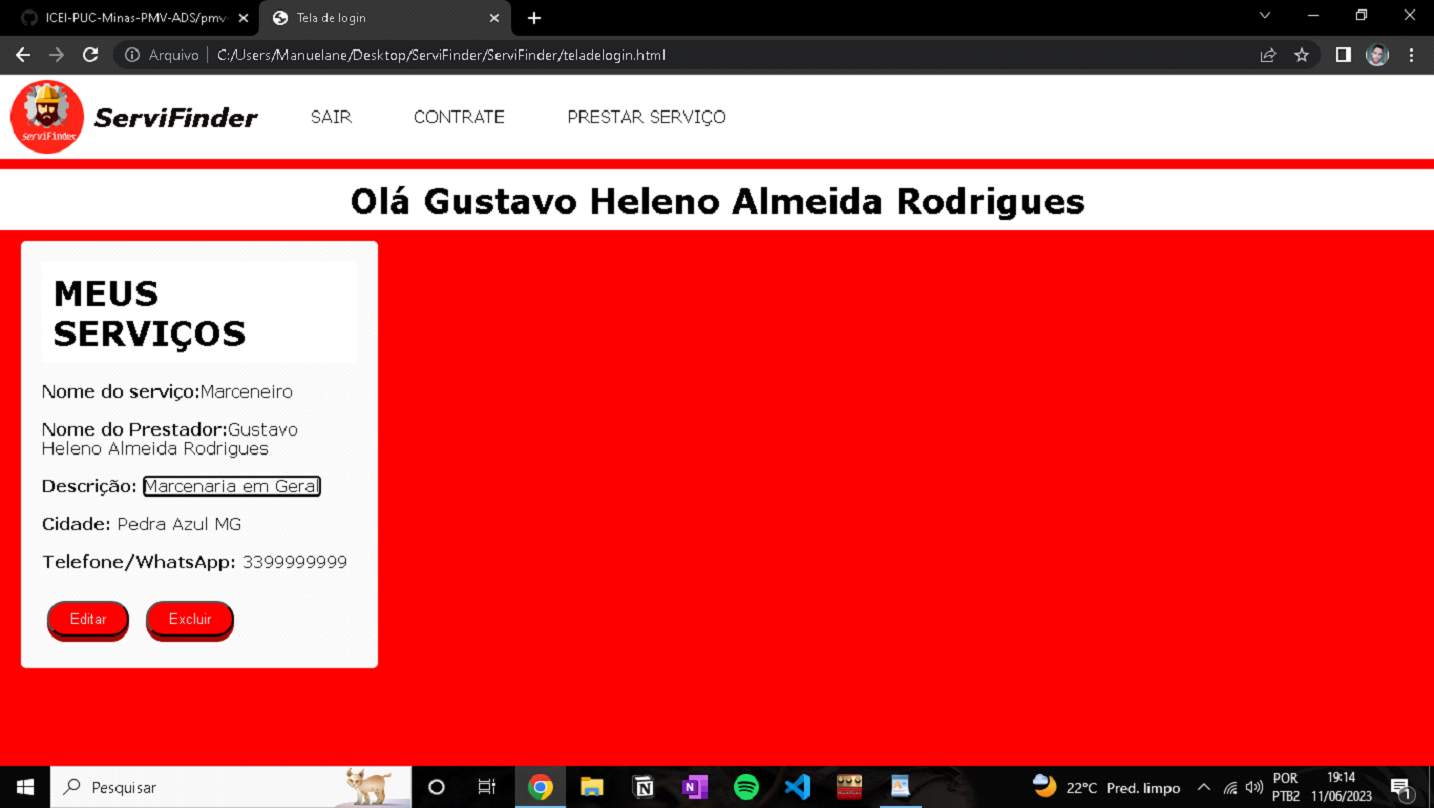 ICEI-PUC-Minas-PMV-ADS/pmv-
Tela de login
Arquivo | C:/Users/Manuelane/Desktop/ServiFinder/ServiFinder/teladelogin.html
ServiFinder
ServiFinder SAIR CONTRATE PRESTAR SERVIÇO
Olá Gustavo Heleno Almeida Rodrigues
MEUS
SERVIÇOS
Nome do serviço:Marceneiro
Nome do Prestador:Gustavo
Heleno Almeida Rodrigues
Descrição: Marcenaria em Geral
Cidade: Pedra Azul MG
Telefone/WhatsApp: 3399999999
Editar Excluir
Pesquisar
22°C Pred. limpo
POR
PTB2
19:14
11/06/2023
1